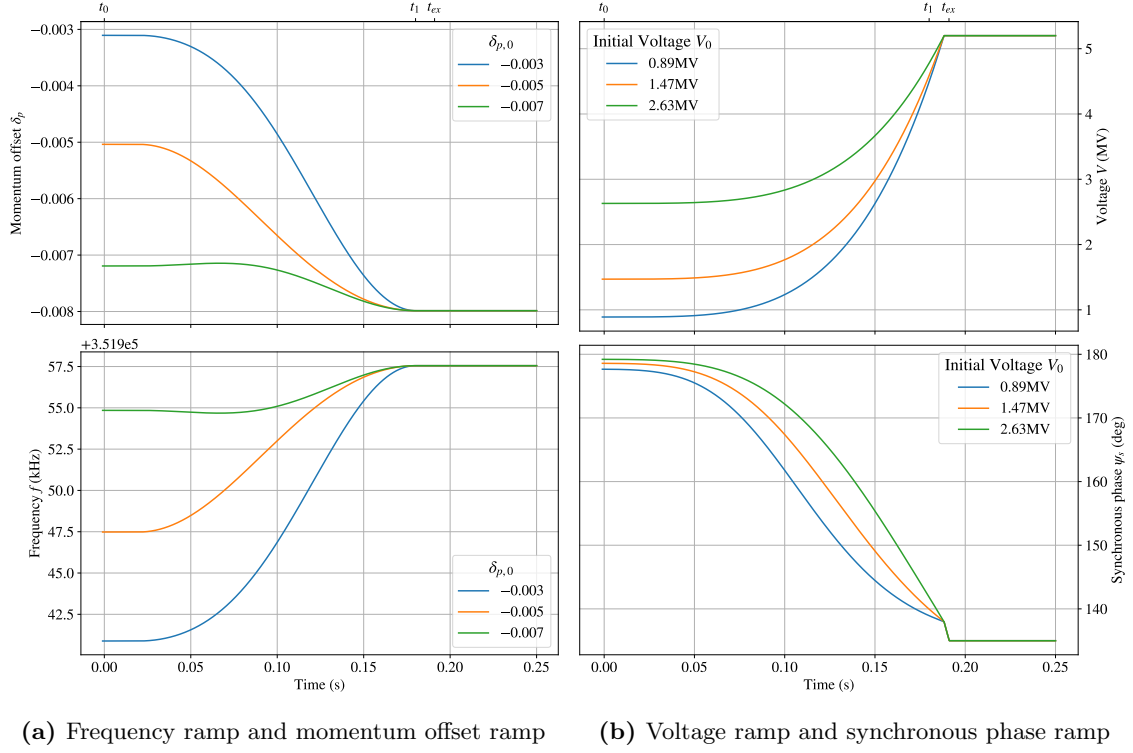 t₀ t₁ tₑₓ
−0.003
−0.004
−0.005
−0.006
−0.007
−0.008
Momentum offset δₚ
δₚ,₀
−0.003
−0.005
−0.007
t₀ t₁ tₑₓ
Initial Voltage V₀
0.89MV
1.47MV
2.63MV
5
4
3
2
1
Voltage V (MV)
+3.519e5
57.5
55.0
52.5
50.0
47.5
45.0
42.5
Frequency f (kHz)
δₚ,₀
−0.003
−0.005
−0.007
0.00 0.05 0.10 0.15 0.20 0.25
Time (s)
Initial Voltage V₀
0.89MV
1.47MV
2.63MV
180
170
160
150
140
Synchronous phase ψₛ (deg)
0.00 0.05 0.10 0.15 0.20 0.25
Time (s)
(a) Frequency ramp and momentum offset ramp
(b) Voltage ramp and synchronous phase ramp